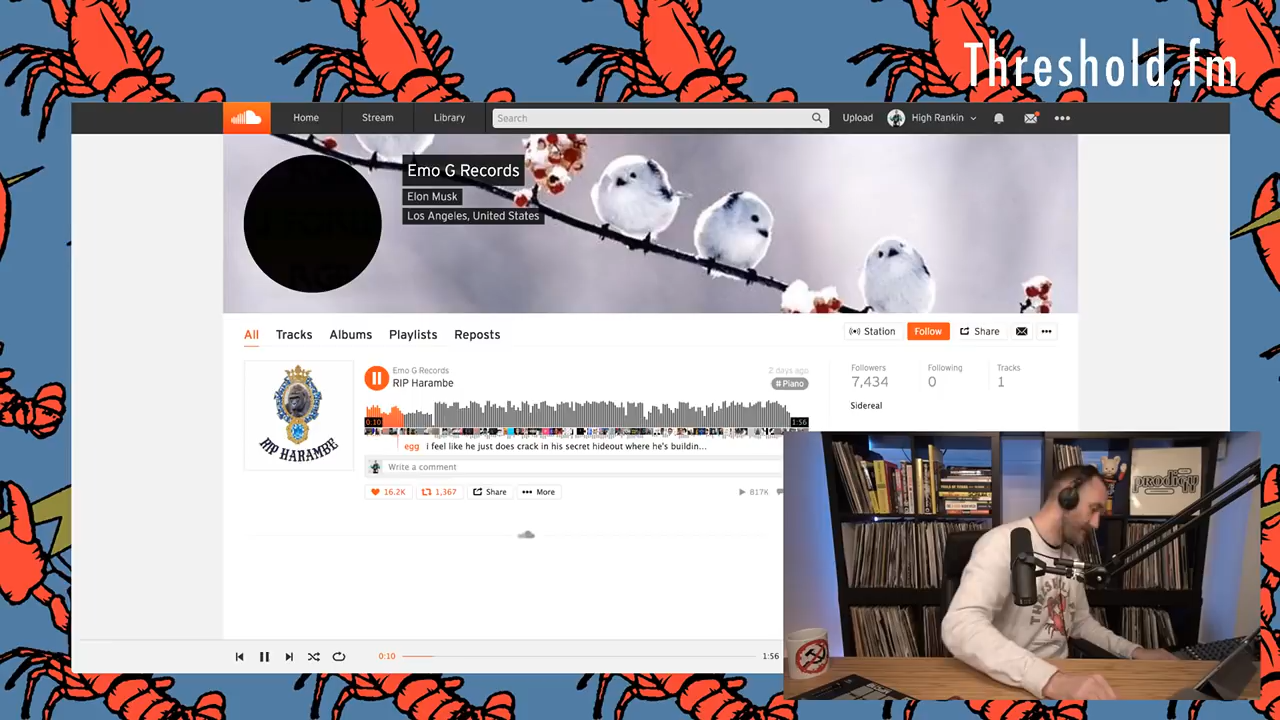 Threshold.fm
Home Stream Library Search Upload High Rankin
Emo G Records
Elon Musk
Los Angeles, United States
All Tracks Albums Playlists Reposts Station Follow Share
Emo G Records
RIP Harambe
2 days ago
# Piano
0:10 1:56
egg i feel like he just does crack in his secret hideout where he's buildin...
Write a comment
16.2K 1,367 Share More 817K
RIP HARAMBE
Followers Following Tracks
7,434 0 1
Sidereal
prodigy
THRESHOLD
0:10 1:56